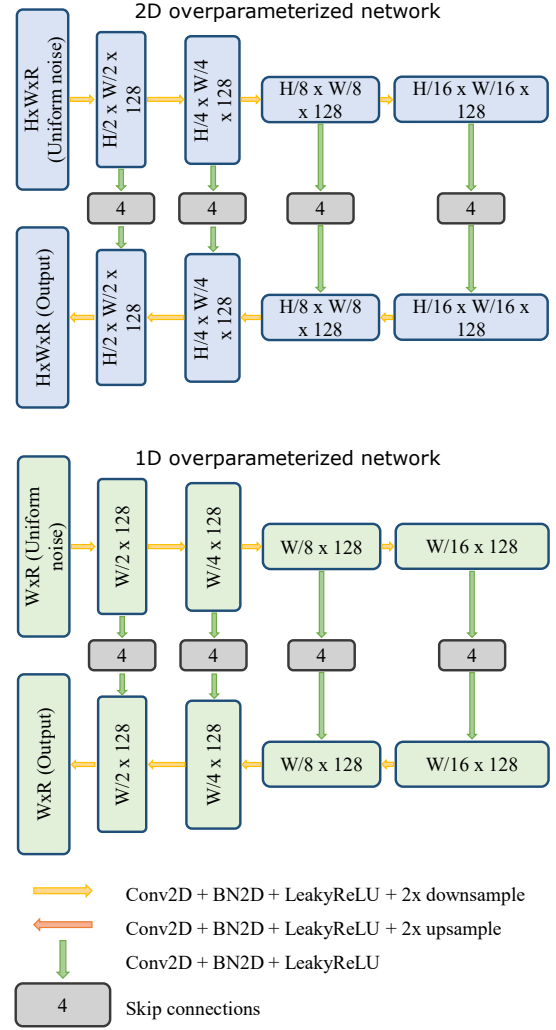 2D overparameterized network
HxWxR
(Uniform noise)
H/2 x W/2 x
128
H/4 x W/4
x 128
H/8 x W/8
x 128
H/16 x W/16 x
128
4
4
4
4
HxWxR (Output)
H/2 x W/2 x
128
H/4 x W/4
x 128
H/8 x W/8
x 128
H/16 x W/16 x
128
1D overparameterized network
WxR (Uniform
noise)
W/2 x 128
W/4 x 128
W/8 x 128
W/16 x 128
4
4
4
4
WxR (Output)
W/2 x 128
W/4 x 128
W/8 x 128
W/16 x 128
Conv2D + BN2D + LeakyReLU + 2x downsample
Conv2D + BN2D + LeakyReLU + 2x upsample
Conv2D + BN2D + LeakyReLU
4
Skip connections